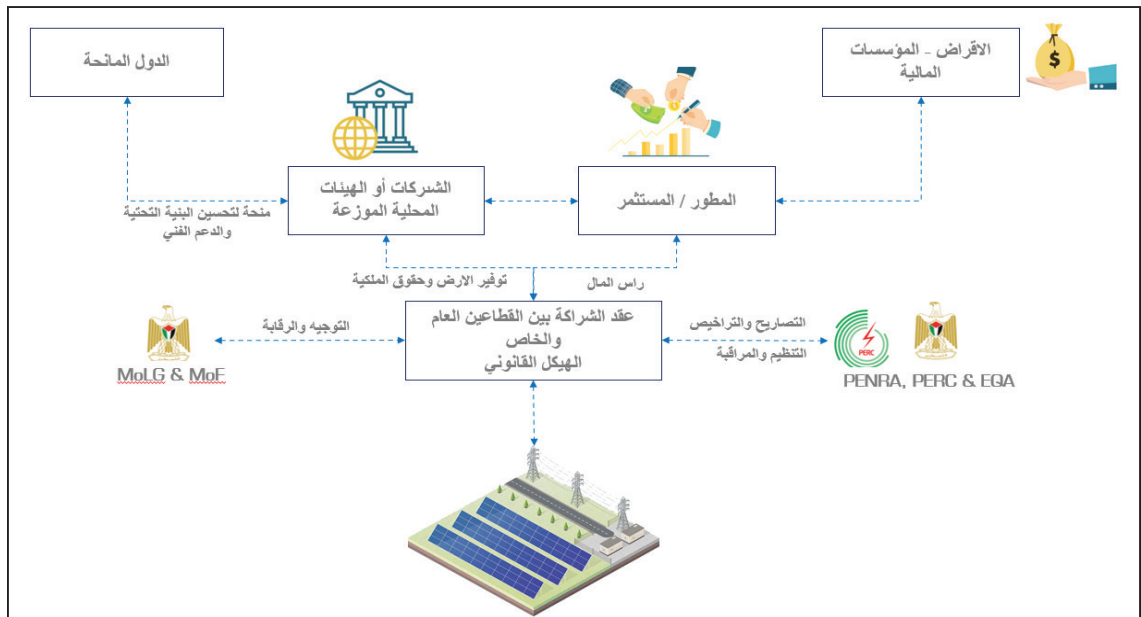 الدول المانحة
الاقراض - المؤسسات
المالية
$
الشركات أو الهيئات
المحلية الموزعة
المطور / المستثمر
منحة لتحسين البنية التحتية
والدعم الفني
توفير الارض وحقوق الملكية
راس المال
عقد الشراكة بين القطاعين العام
والخاص
الهيكل القانوني
التوجيه والرقابة
MoLG & MoF
التصاريح والتراخيص
التنظيم والمراقبة
PERC
PENRA, PERC & EQA